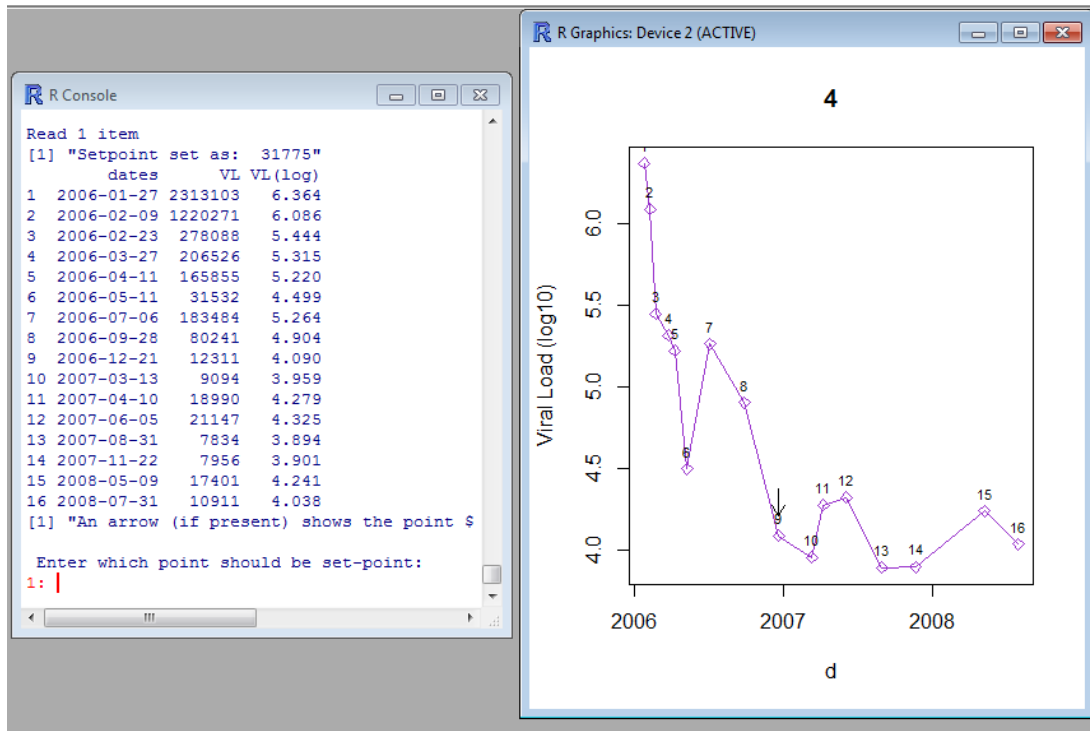 R Console
Read 1 item
[1] "Setpoint set as:  31775"
dates VL VL(log)
1 2006-01-27 2313103 6.364
2 2006-02-09 1220271 6.086
3 2006-02-23 278088 5.444
4 2006-03-27 206526 5.315
5 2006-04-11 165855 5.220
6 2006-05-11 31532 4.499
7 2006-07-06 183484 5.264
8 2006-09-28 80241 4.904
9 2006-12-21 12311 4.090
10 2007-03-13 9094 3.959
11 2007-04-10 18990 4.279
12 2007-06-05 21147 4.325
13 2007-08-31 7834 3.894
14 2007-11-22 7956 3.901
15 2008-05-09 17401 4.241
16 2008-07-31 10911 4.038
[1] "An arrow (if present) shows the point $
Enter which point should be set-point:
1:
R Graphics: Device 2 (ACTIVE)
4
Viral Load (log10)
6.0
5.5
5.0
4.5
4.0
2
3
4
5
6
7
8
9
10
11
12
13
14
15
16
2006 2007 2008
d